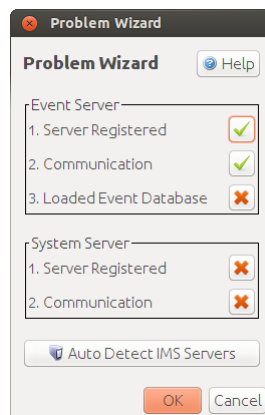 Problem Wizard
Problem Wizard Help
Event Server
1. Server Registered
2. Communication
3. Loaded Event Database
System Server
1. Server Registered
2. Communication
Auto Detect IMS Servers
OK Cancel